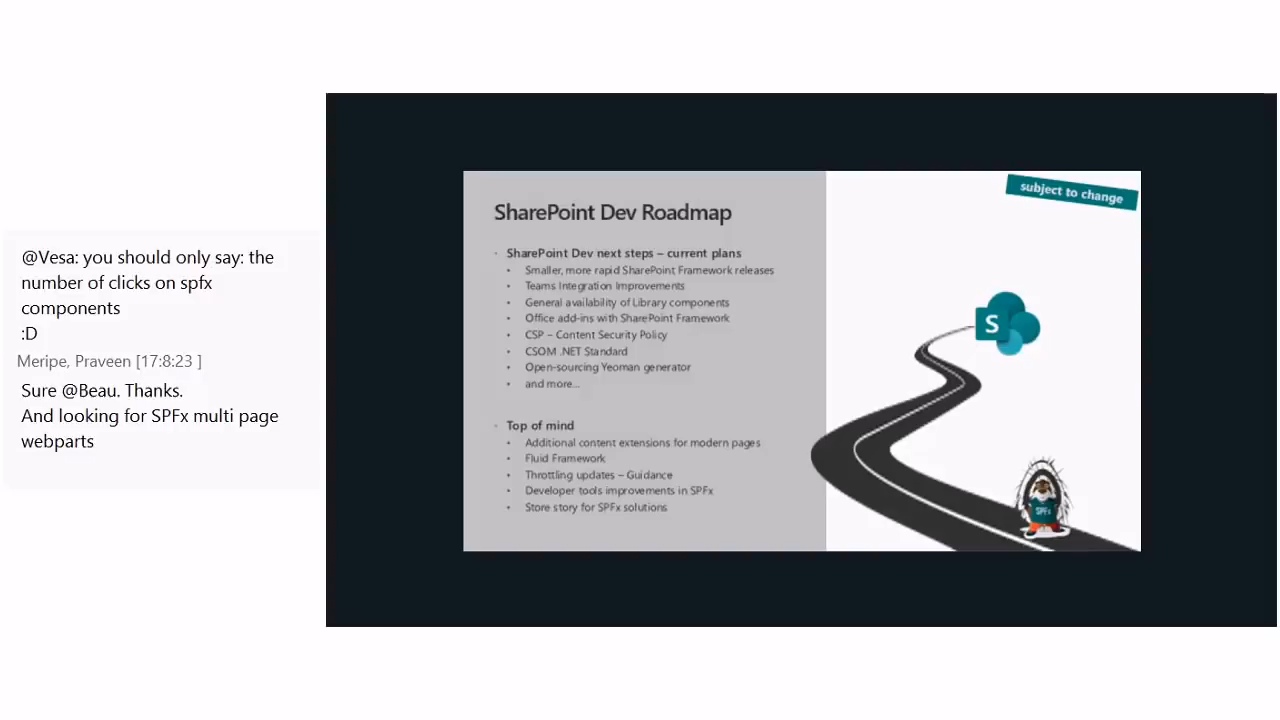 @Vesa: you should only say: the
number of clicks on spfx
components
:D
Meripe, Praveen [17:8:23 ]
Sure @Beau. Thanks.
And looking for SPFx multi page
webparts
subject to change
SharePoint Dev Roadmap
SharePoint Dev next steps – current plans
Smaller, more rapid SharePoint Framework releases
Teams Integration Improvements
General availability of Library components
Office add-ins with SharePoint Framework
CSP – Content Security Policy
CSOM .NET Standard
Open-sourcing Yeoman generator
and more...
Top of mind
Additional content extensions for modern pages
Fluid Framework
Throttling updates – Guidance
Developer tools improvements in SPFx
Store story for SPFx solutions
S
SPFx